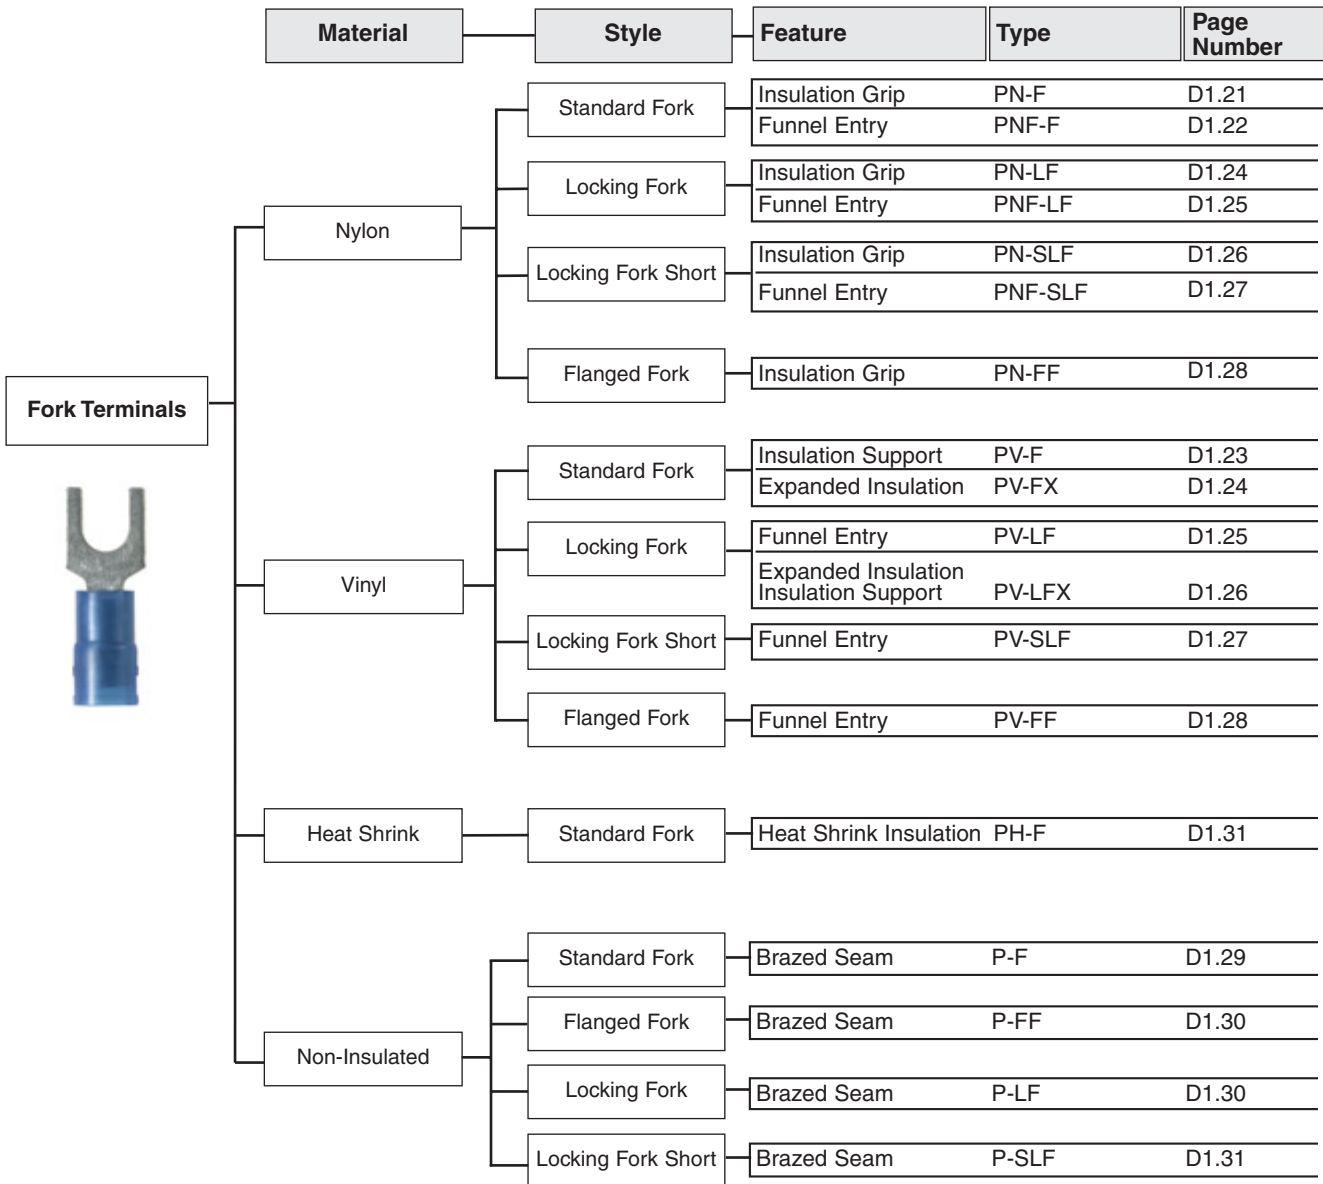 Material Style Feature Type Page Number
Fork Terminals
Nylon
Standard Fork
Insulation Grip PN-F D1.21
Funnel Entry PNF-F D1.22
Locking Fork
Insulation Grip PN-LF D1.24
Funnel Entry PNF-LF D1.25
Locking Fork Short
Insulation Grip PN-SLF D1.26
Funnel Entry PNF-SLF D1.27
Flanged Fork
Insulation Grip PN-FF D1.28
Vinyl
Standard Fork
Insulation Support PV-F D1.23
Expanded Insulation PV-FX D1.24
Locking Fork
Funnel Entry PV-LF D1.25
Expanded Insulation
Insulation Support PV-LFX D1.26
Locking Fork Short
Funnel Entry PV-SLF D1.27
Flanged Fork
Funnel Entry PV-FF D1.28
Heat Shrink
Standard Fork
Heat Shrink Insulation PH-F D1.31
Non-Insulated
Standard Fork
Brazed Seam P-F D1.29
Flanged Fork
Brazed Seam P-FF D1.30
Locking Fork
Brazed Seam P-LF D1.30
Locking Fork Short
Brazed Seam P-SLF D1.31